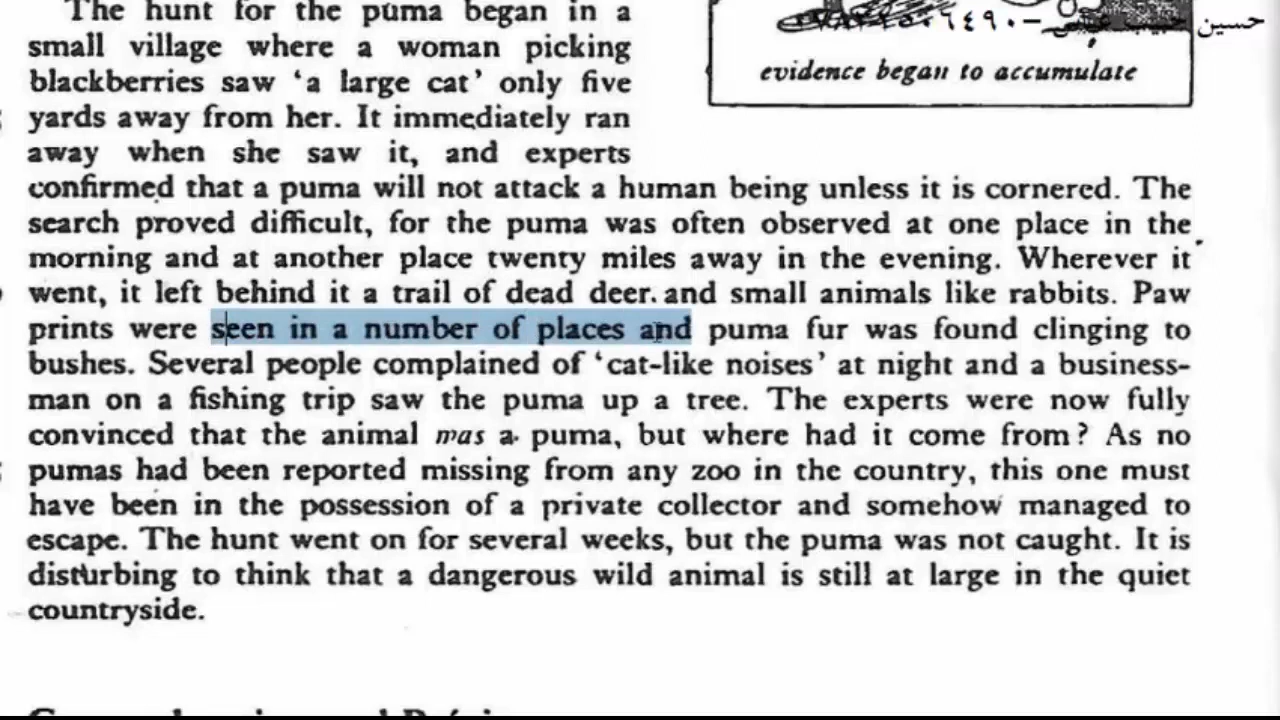 The hunt for the puma began in a
small village where a woman picking
blackberries saw ‘a large cat’ only five
yards away from her. It immediately ran
away when she saw it, and experts
confirmed that a puma will not attack a human being unless it is cornered. The
search proved difficult, for the puma was often observed at one place in the
morning and at another place twenty miles away in the evening. Wherever it
went, it left behind it a trail of dead deer and small animals like rabbits. Paw
prints were seen in a number of places and puma fur was found clinging to
bushes. Several people complained of ‘cat-like noises’ at night and a business-
man on a fishing trip saw the puma up a tree. The experts were now fully
convinced that the animal was a puma, but where had it come from? As no
pumas had been reported missing from any zoo in the country, this one must
have been in the possession of a private collector and somehow managed to
escape. The hunt went on for several weeks, but the puma was not caught. It is
disturbing to think that a dangerous wild animal is still at large in the quiet
countryside.
حسين حبيب
evidence began to accumulate